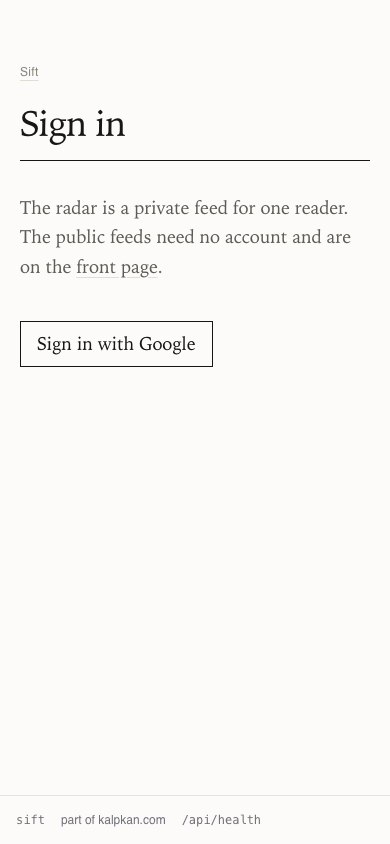 Sift
Sign in
The radar is a private feed for one reader.
The public feeds need no account and are
on the front page.
Sign in with Google
sift part of kalpkan.com /api/health